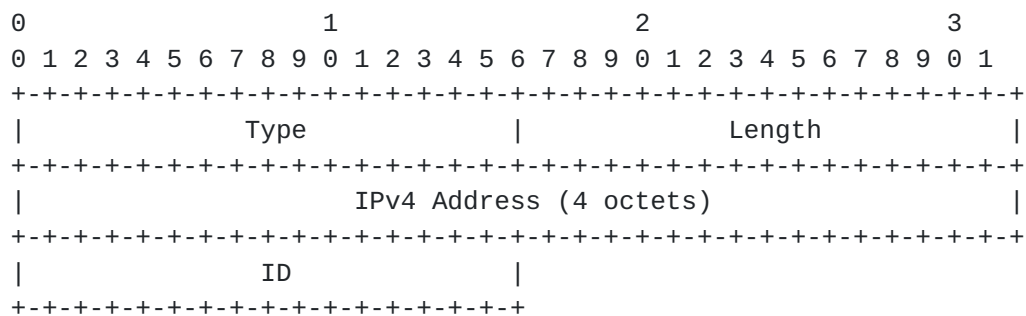 0                   1                   2                   3
0 1 2 3 4 5 6 7 8 9 0 1 2 3 4 5 6 7 8 9 0 1 2 3 4 5 6 7 8 9 0 1
+-+-+-+-+-+-+-+-+-+-+-+-+-+-+-+-+-+-+-+-+-+-+-+-+-+-+-+-+-+-+-+-+
|              Type             |             Length            |
+-+-+-+-+-+-+-+-+-+-+-+-+-+-+-+-+-+-+-+-+-+-+-+-+-+-+-+-+-+-+-+-+
|                     IPv4 Address (4 octets)                   |
+-+-+-+-+-+-+-+-+-+-+-+-+-+-+-+-+-+-+-+-+-+-+-+-+-+-+-+-+-+-+-+-+
|               ID              |
+-+-+-+-+-+-+-+-+-+-+-+-+-+-+-+-+